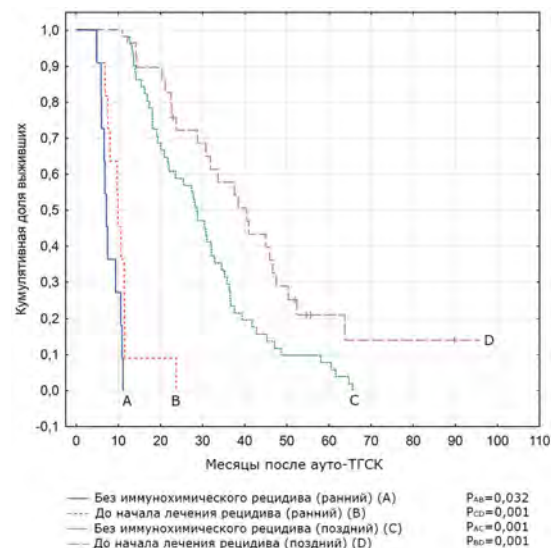 1,0
0,9
0,8
0,7
0,6
0,5
0,4
0,3
0,2
0,1
0,0
-0,1
Кумулятивная доля выживших
A
B
C
D
0 10 20 30 40 50 60 70 80 90 100 110
Месяцы после ауто-ТГСК
Без иммунохимического рецидива (ранний) (A) PAB=0,032
До начала лечения рецидива (ранний) (B) PCD=0,001
Без иммунохимического рецидива (поздний) (C) PAC=0,001
До начала лечения рецидива (поздний) (D) PBD=0,001